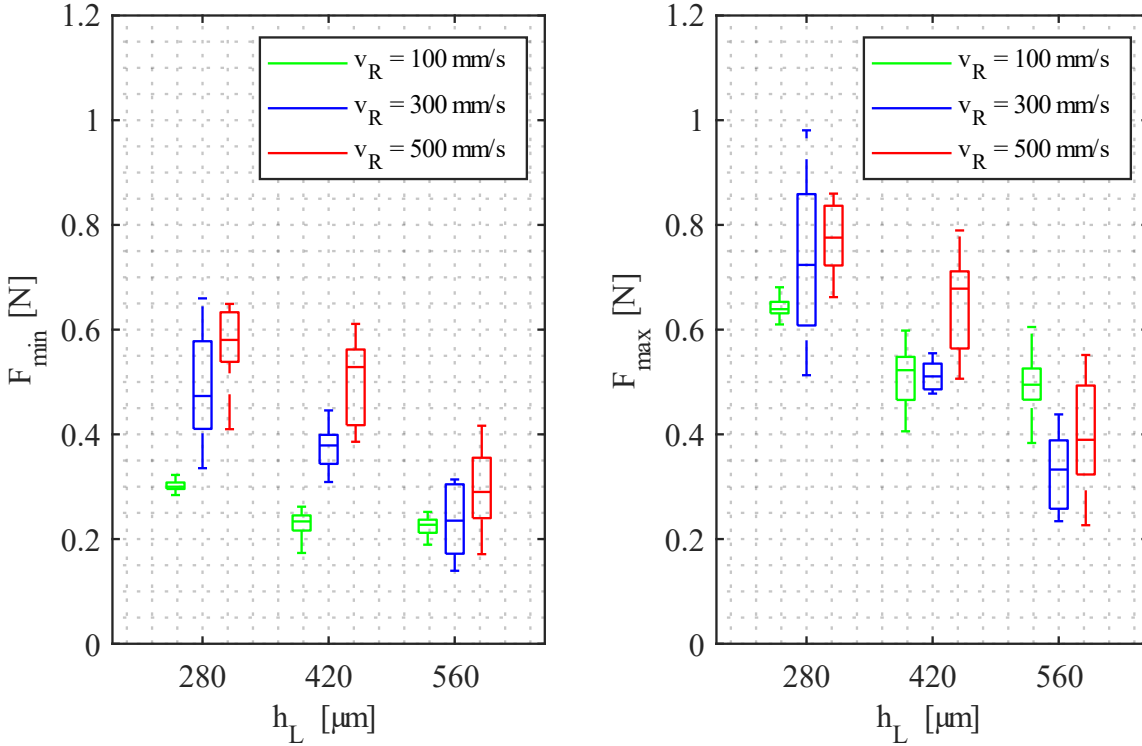 1.2
1
0.8
0.6
0.4
0.2
0
F_min [N]
280 420 560
h_L [μm]
v_R = 100 mm/s
v_R = 300 mm/s
v_R = 500 mm/s
1.2
1
0.8
0.6
0.4
0.2
0
F_max [N]
280 420 560
h_L [μm]
v_R = 100 mm/s
v_R = 300 mm/s
v_R = 500 mm/s